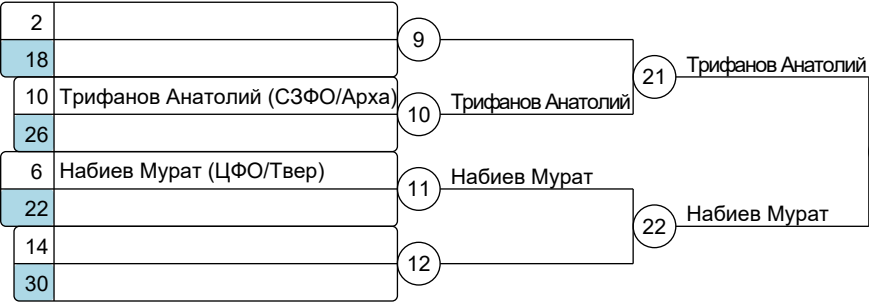 2
18
9
10 Трифанов Анатолий (СЗФО/Арха)
26
10
Трифанов Анатолий
21
Трифанов Анатолий
6 Набиев Мурат (ЦФО/Твер)
22
11
Набиев Мурат
14
30
12
22
Набиев Мурат